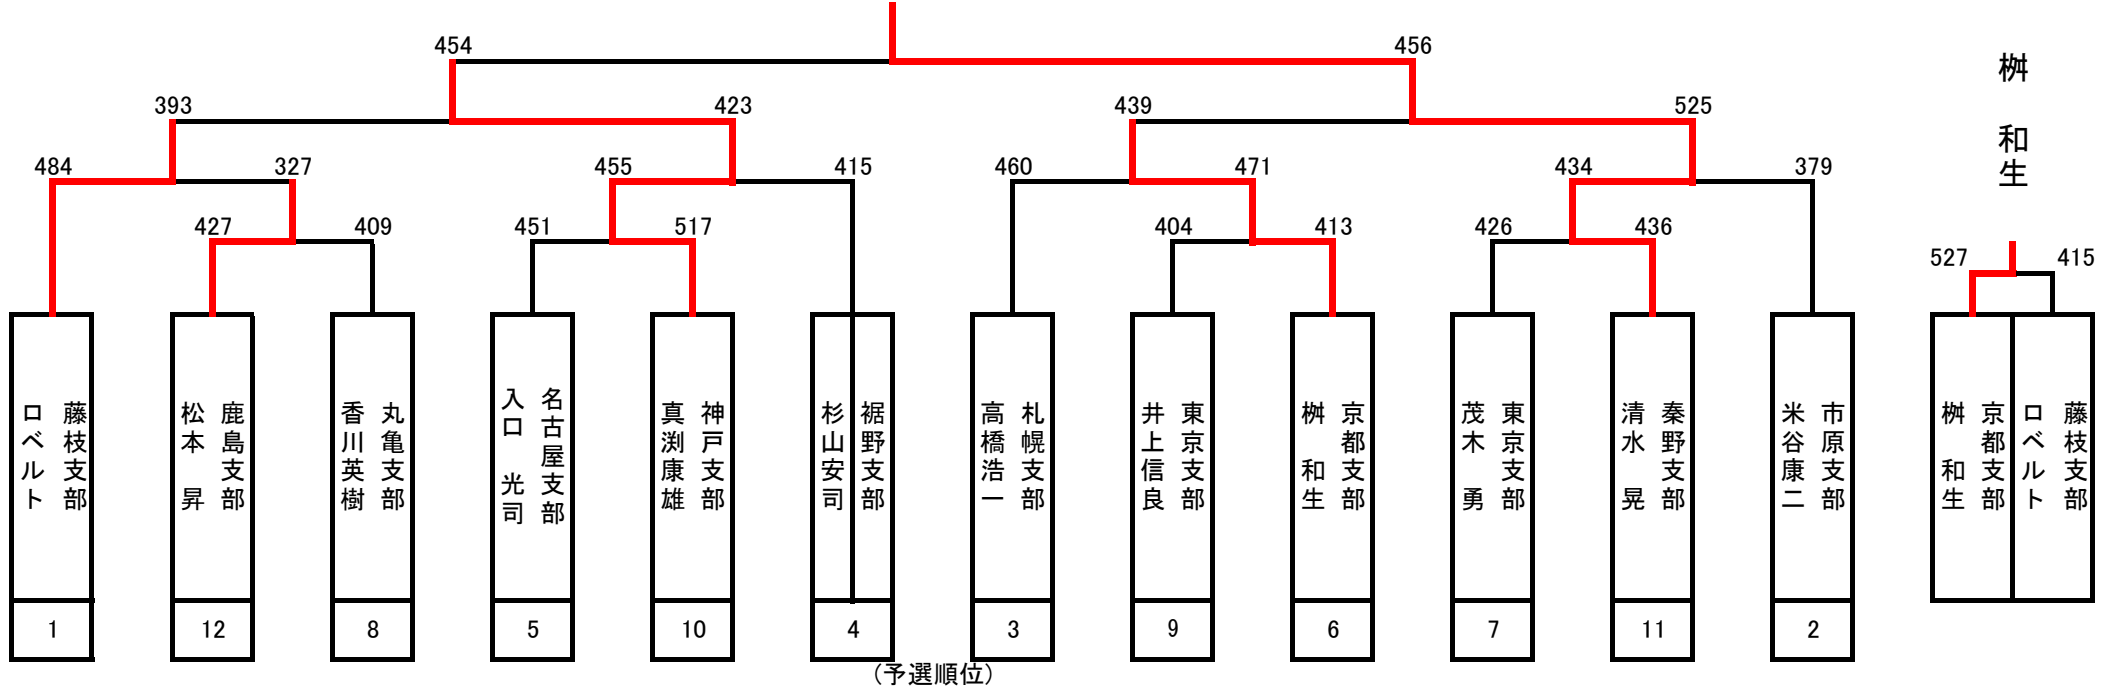 454
456
393
423
439
525
484
327
455
415
460
471
434
379
427
409
451
517
404
413
426
436
桝　和生
527
415
藤枝支部
ロベルト
鹿島支部
松本　昇
丸亀支部
香川英樹
名古屋支部
入口　光司
神戸支部
真渕康雄
裾野支部
杉山安司
札幌支部
高橋浩一
東京支部
井上信良
京都支部
桝　和生
東京支部
茂木　勇
秦野支部
清水　晃
市原支部
米谷康二
京都支部
桝　和生
藤枝支部
ロベルト
1
12
8
5
10
4
3
9
6
7
11
2
(予選順位)